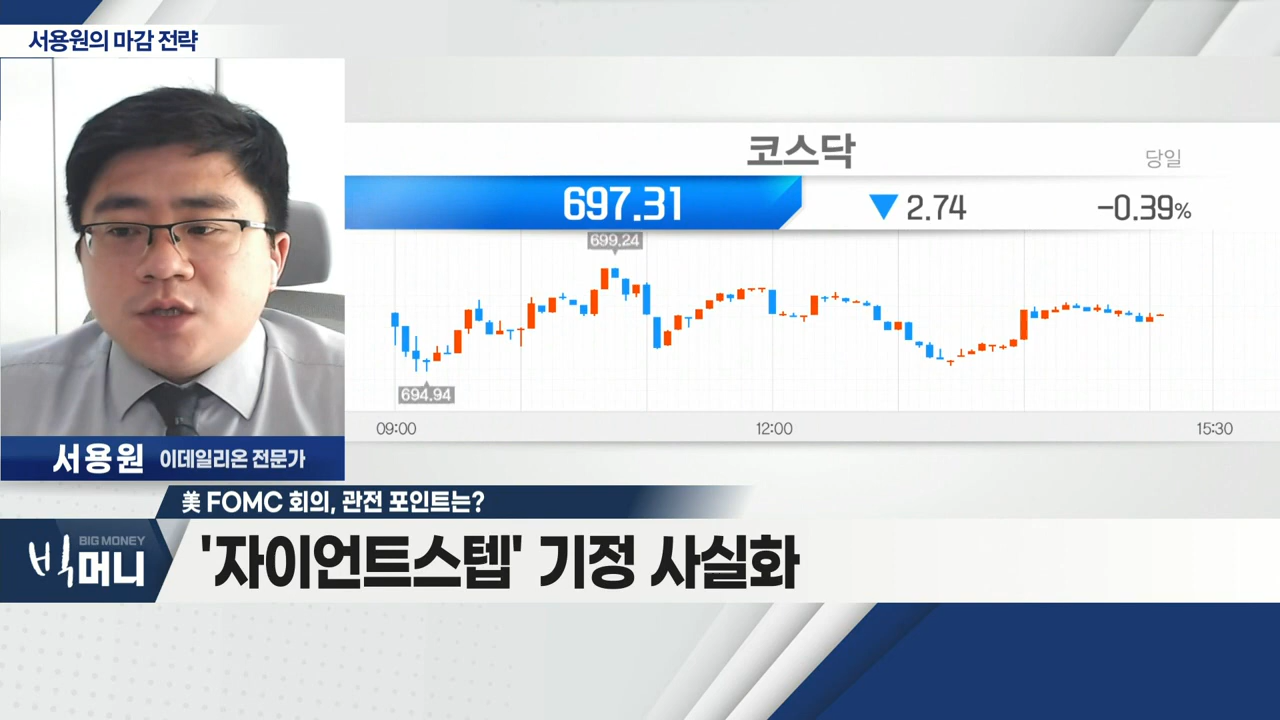 서용원의 마감 전략
코스닥
당일
697.31 ▼ 2.74 -0.39%
699.24
694.94
09:00 12:00 15:30
서용원 이데일리온 전문가
美 FOMC 회의, 관전 포인트는?
BIG MONEY
빅머니
'자이언트스텝' 기정 사실화